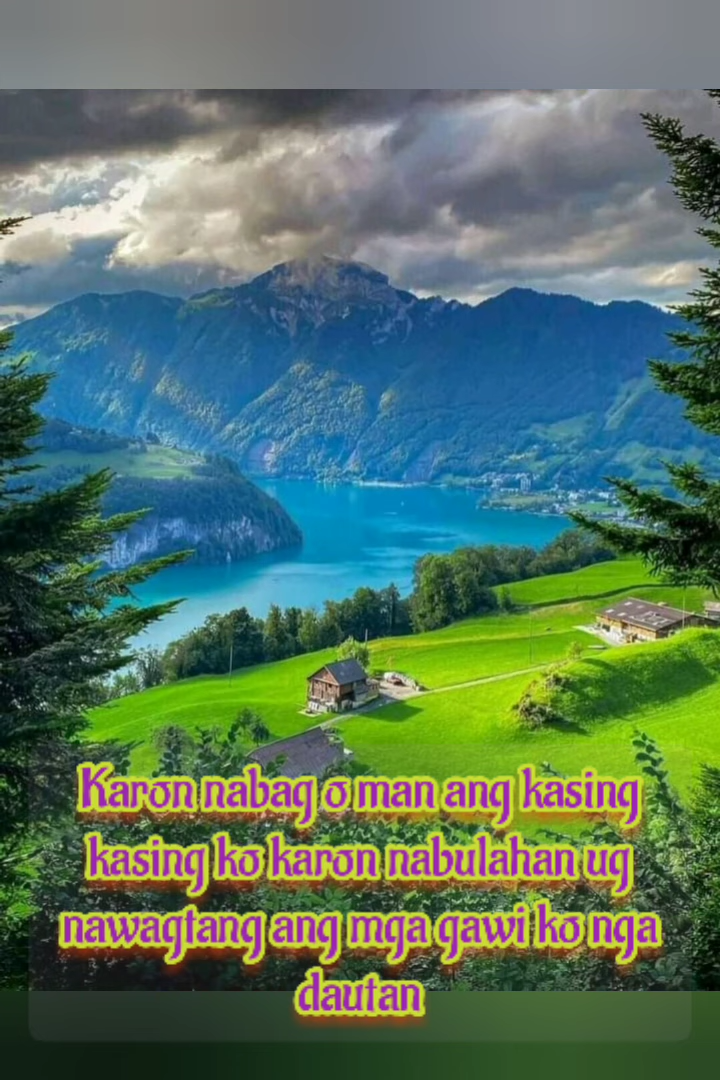 Karon nabag o man ang kasing
kasing ko karon nabulahan ug
nawagtang ang mga gawi ko nga
dautan